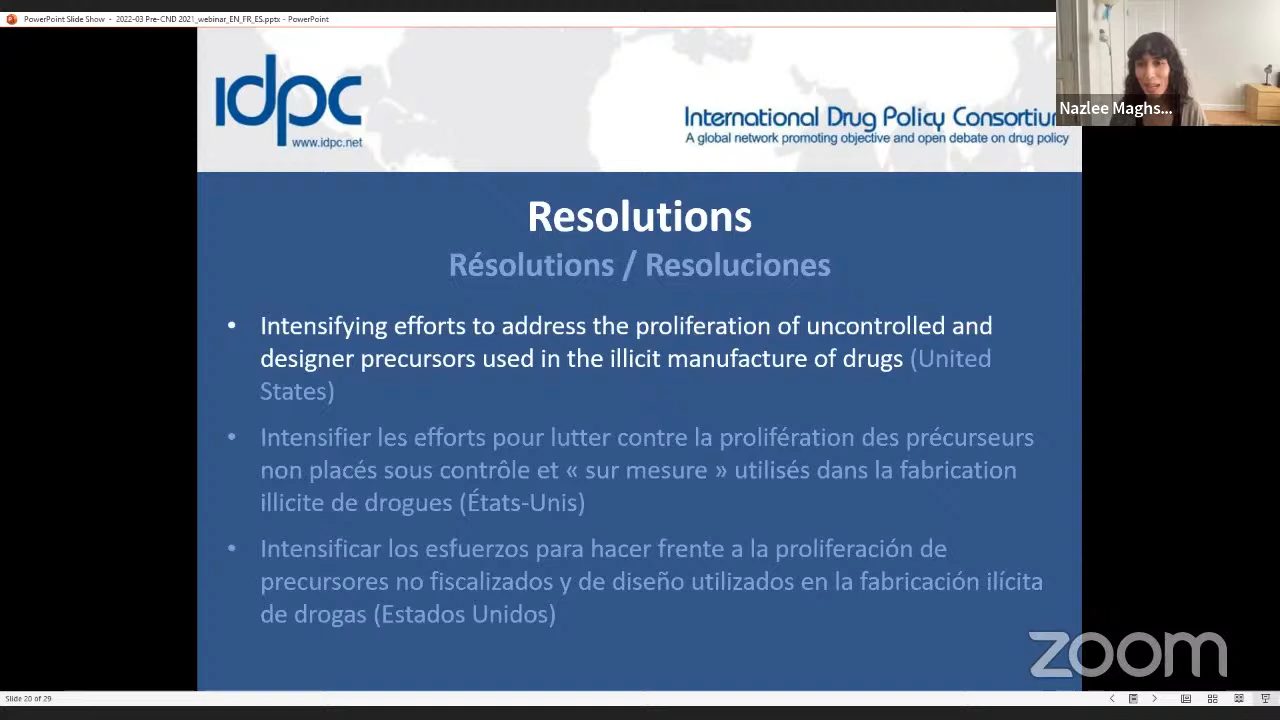 PowerPoint Slide Show - 2022-03 Pre-CND 2021_webinar_EN_FR_ES.pptx - PowerPoint
idpc
www.idpc.net
International Drug Policy Consortium
A global network promoting objective and open debate on drug policy
Nazlee Maghs...
Resolutions
Résolutions / Resoluciones
• Intensifying efforts to address the proliferation of uncontrolled and
designer precursors used in the illicit manufacture of drugs (United
States)
• Intensifier les efforts pour lutter contre la prolifération des précurseurs
non placés sous contrôle et « sur mesure » utilisés dans la fabrication
illicite de drogues (États-Unis)
• Intensificar los esfuerzos para hacer frente a la proliferación de
precursores no fiscalizados y de diseño utilizados en la fabricación ilícita
de drogas (Estados Unidos)
zoom
Slide 20 of 29